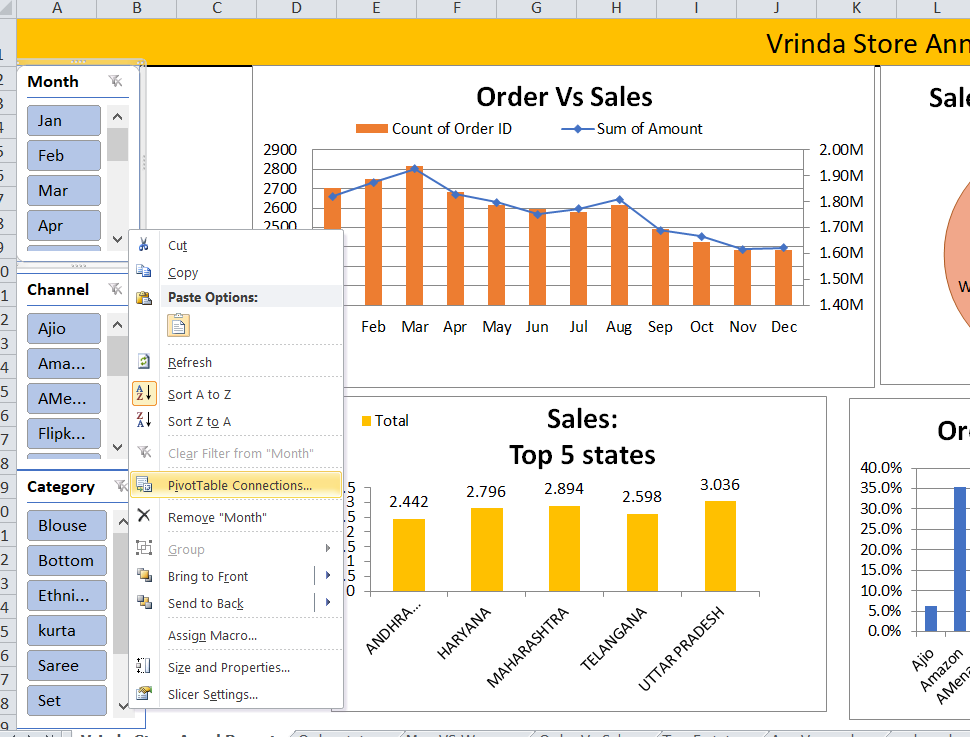 A B C D E F G H I J K L
Vrinda Store Ann
Month
Jan
Feb
Mar
Apr
Channel
Ajio
Ama...
AMe...
Flipk...
Category
Blouse
Bottom
Ethni...
kurta
Saree
Set
Cut
Copy
Paste Options:
Refresh
Sort A to Z
Sort Z to A
Clear Filter from "Month"
PivotTable Connections...
Remove "Month"
Group
Bring to Front
Send to Back
Assign Macro...
Size and Properties...
Slicer Settings...
Order Vs Sales
Count of Order ID Sum of Amount
2900
2800
2700
2600
2500
2.00M
1.90M
1.80M
1.70M
1.60M
1.50M
1.40M
Feb Mar Apr May Jun Jul Aug Sep Oct Nov Dec
Sal
W
Total
Sales:
Top 5 states
2.442 2.796 2.894 2.598 3.036
ANDHRA... HARYANA MAHARASHTRA TELANGANA UTTAR PRADESH
Or
40.0%
35.0%
30.0%
25.0%
20.0%
15.0%
10.0%
5.0%
0.0%
Ajio
Amazon